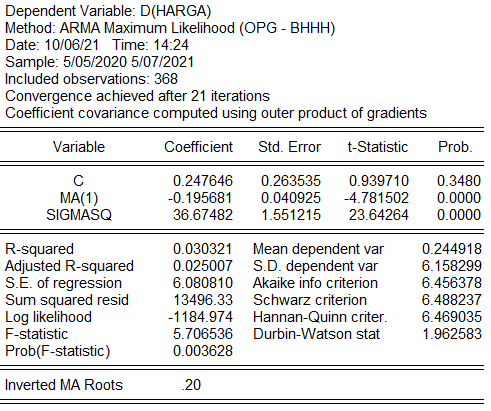 Dependent Variable: D(HARGA)
Method: ARMA Maximum Likelihood (OPG - BHHH)
Date: 10/06/21 Time: 14:24
Sample: 5/05/2020 5/07/2021
Included observations: 368
Convergence achieved after 21 iterations
Coefficient covariance computed using outer product of gradients
Variable Coefficient Std. Error t-Statistic Prob.
C 0.247646 0.263535 0.939710 0.3480
MA(1) -0.195681 0.040925 -4.781502 0.0000
SIGMASQ 36.67482 1.551215 23.64264 0.0000
R-squared 0.030321 Mean dependent var 0.244918
Adjusted R-squared 0.025007 S.D. dependent var 6.158299
S.E. of regression 6.080810 Akaike info criterion 6.456378
Sum squared resid 13496.33 Schwarz criterion 6.488237
Log likelihood -1184.974 Hannan-Quinn criter. 6.469035
F-statistic 5.706536 Durbin-Watson stat 1.962583
Prob(F-statistic) 0.003628
Inverted MA Roots .20